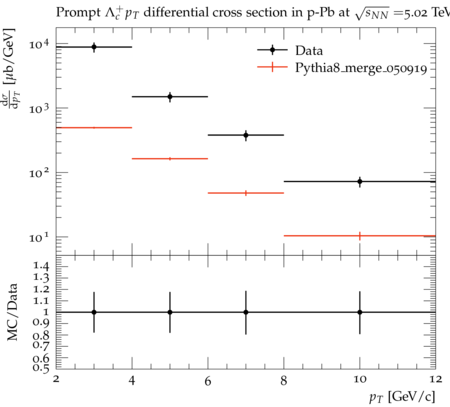 Prompt Λc+ pT differential cross section in p-Pb at √sNN =5.02 TeV
dσ/dpT [μb/GeV]
Data
Pythia8_merge_050919
10^4
10^3
10^2
10^1
MC/Data
1.4
1.3
1.2
1.1
1
0.9
0.8
0.7
0.6
0.5
2 4 6 8 10 12
pT [GeV/c]